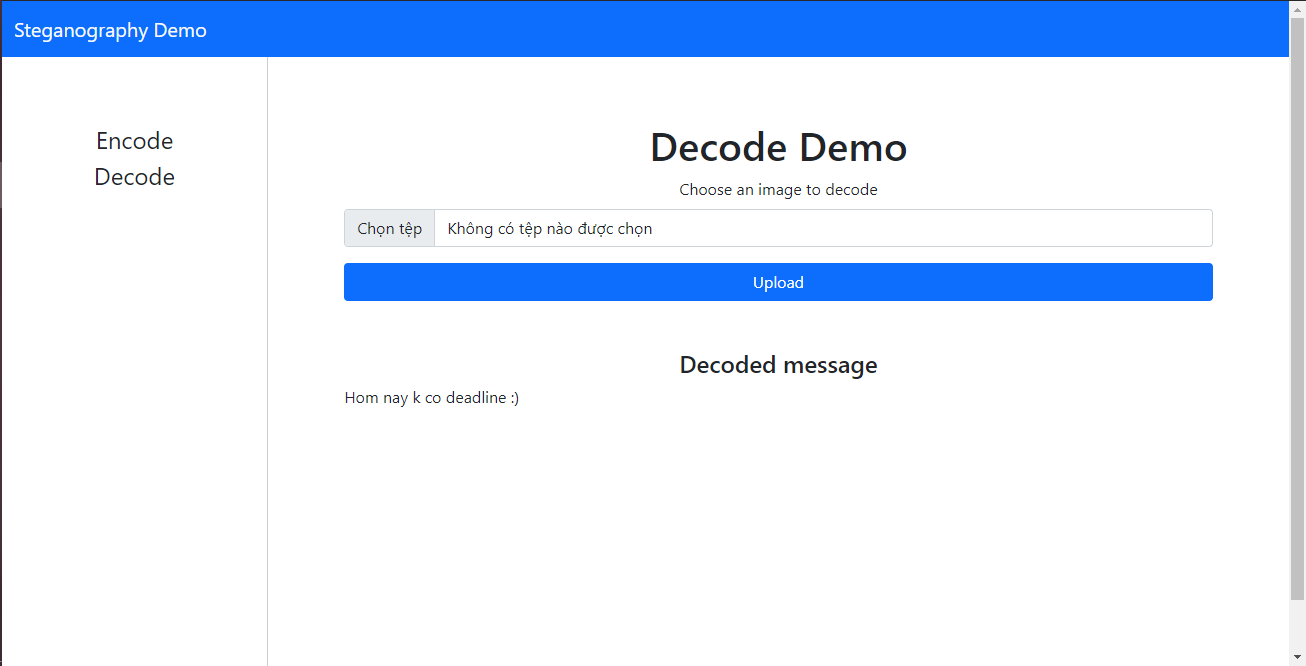 Steganography Demo
Encode
Decode
Decode Demo
Choose an image to decode
Chọn tệp Không có tệp nào được chọn
Upload
Decoded message
Hom nay k co deadline :)